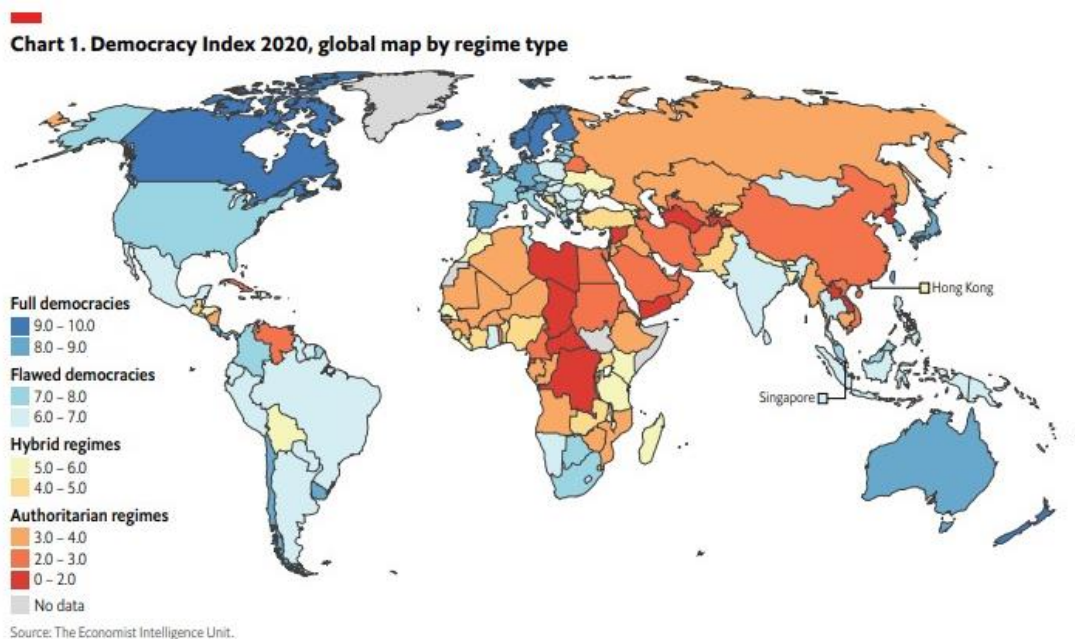 Chart 1. Democracy Index 2020, global map by regime type
Full democracies
9.0 – 10.0
8.0 – 9.0
Flawed democracies
7.0 – 8.0
6.0 – 7.0
Hybrid regimes
5.0 – 6.0
4.0 – 5.0
Authoritarian regimes
3.0 – 4.0
2.0 – 3.0
0 – 2.0
No data
Hong Kong
Singapore
Source: The Economist Intelligence Unit.